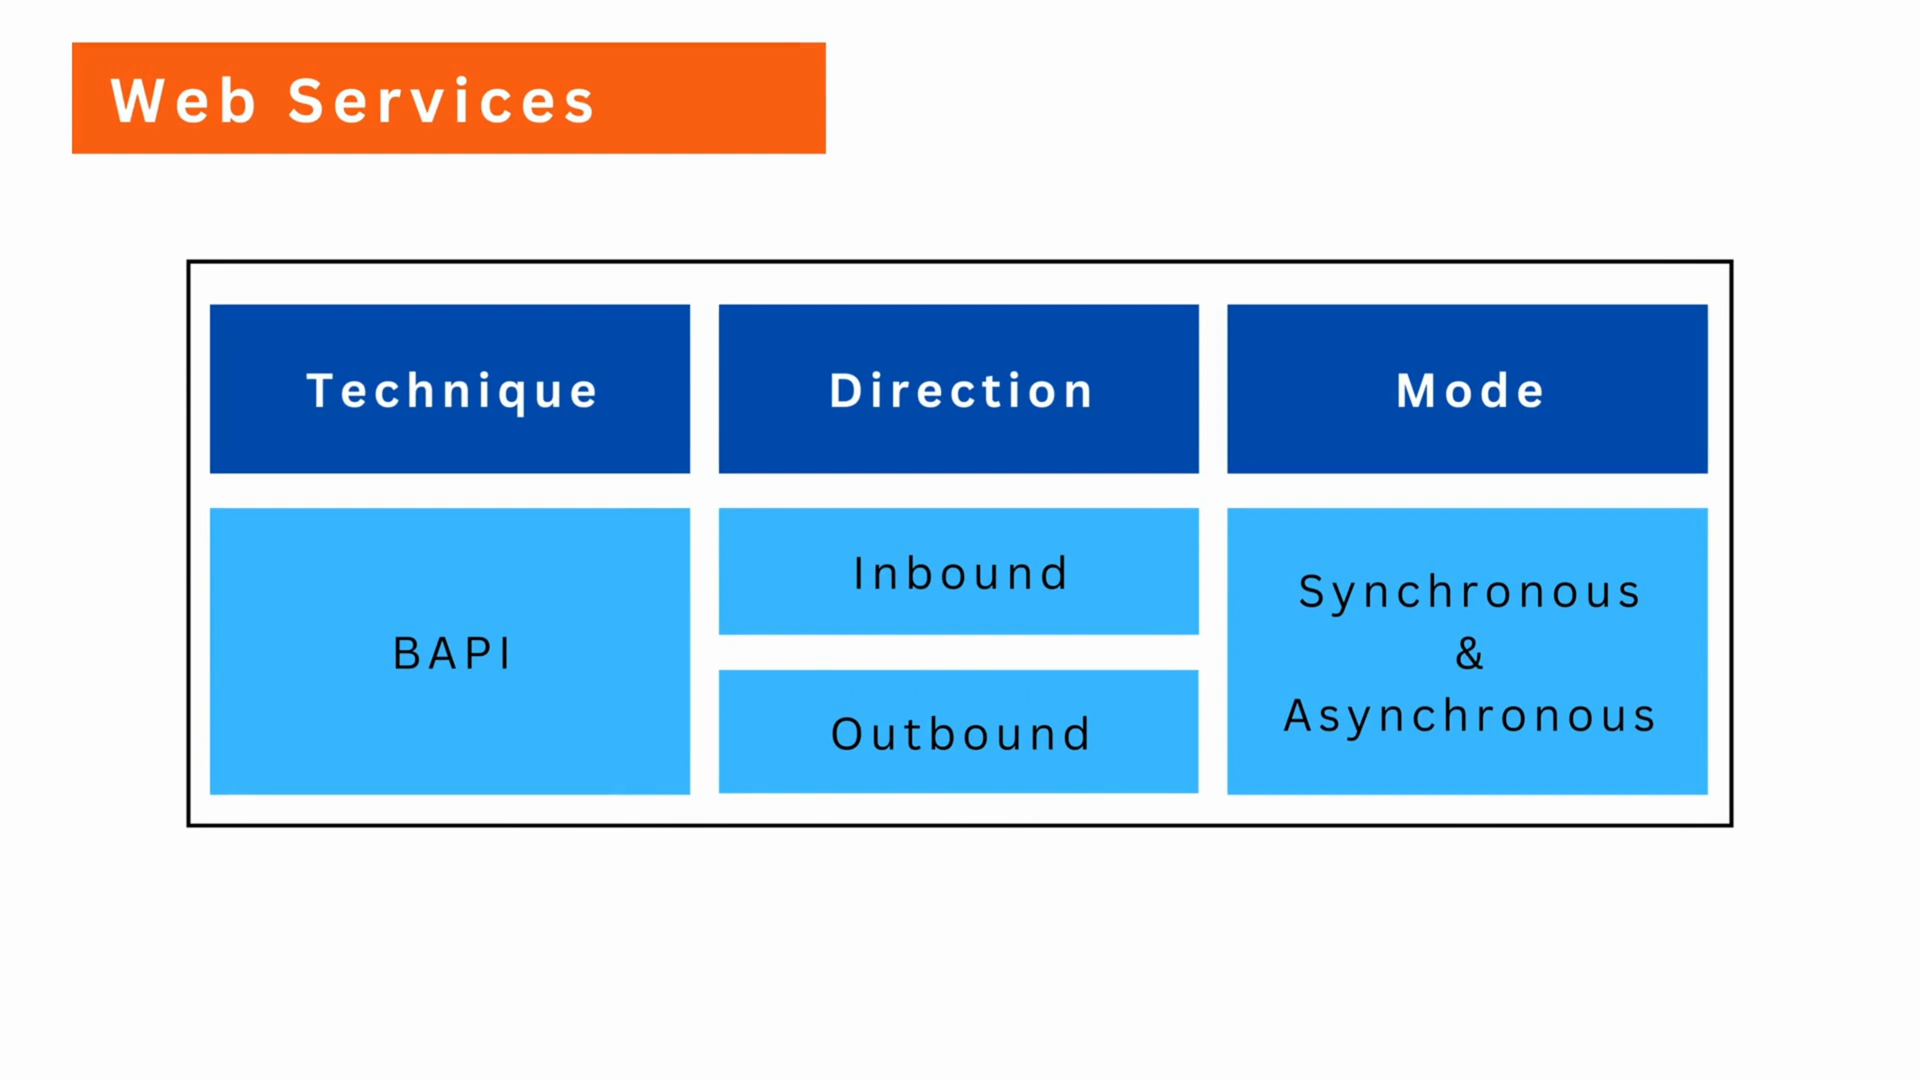 Web Services
Technique
Direction
Mode
BAPI
Inbound
Outbound
Synchronous
&
Asynchronous